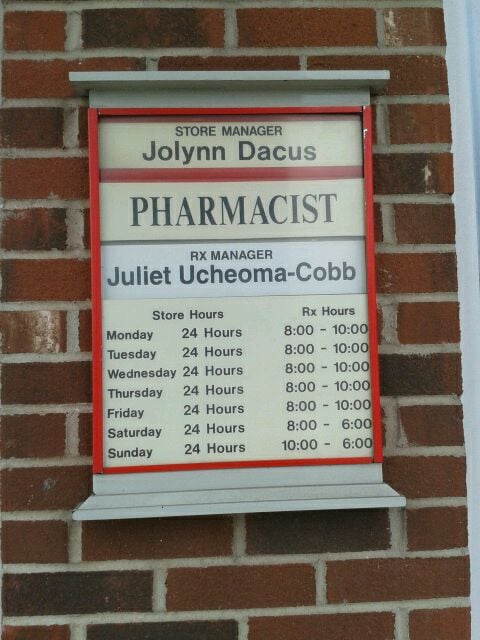 STORE MANAGER
Jolynn Dacus
PHARMACIST
RX MANAGER
Juliet Ucheoma-Cobb
Store Hours Rx Hours
Monday 24 Hours 8:00 - 10:00
Tuesday 24 Hours 8:00 - 10:00
Wednesday 24 Hours 8:00 - 10:00
Thursday 24 Hours 8:00 - 10:00
Friday 24 Hours 8:00 - 10:00
Saturday 24 Hours 8:00 - 6:00
Sunday 24 Hours 10:00 - 6:00